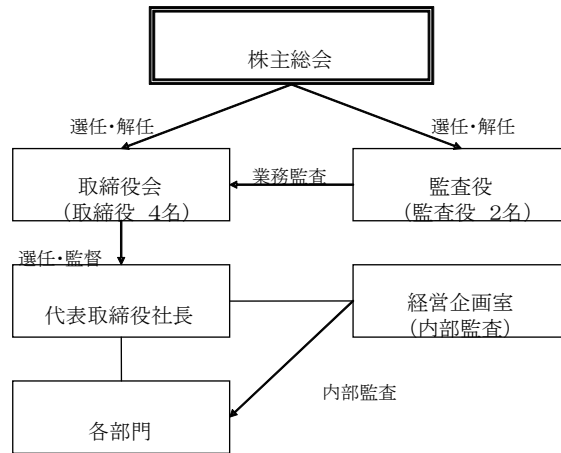 株主総会
選任・解任
選任・解任
取締役会
（取締役 4名）
業務監査
監査役
（監査役 2名）
選任・監督
代表取締役社長
経営企画室
（内部監査）
内部監査
各部門